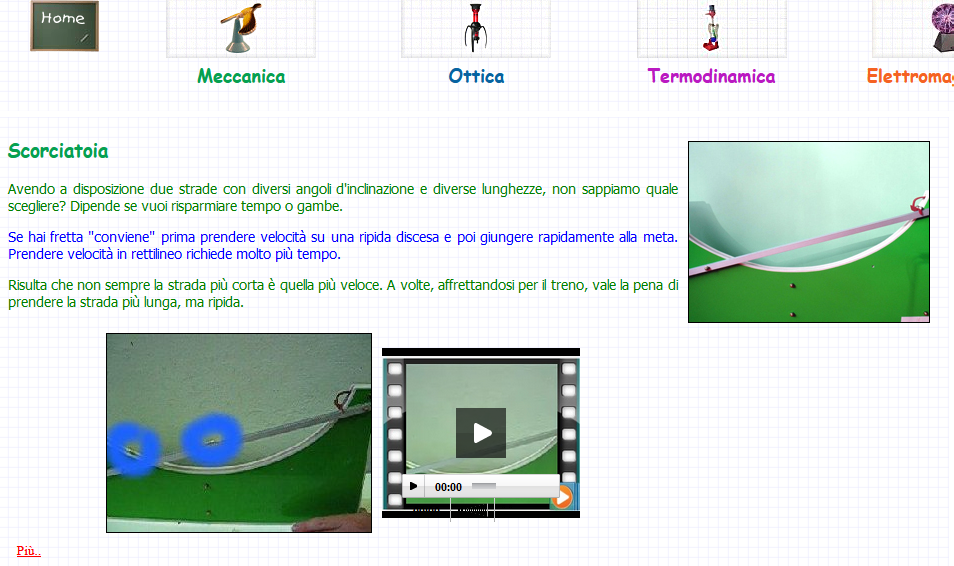 Home
Meccanica
Ottica
Termodinamica
Elettromag
Scorciatoia
Avendo a disposizione due strade con diversi angoli d'inclinazione e diverse lunghezze, non sappiamo quale
scegliere? Dipende se vuoi risparmiare tempo o gambe.
Se hai fretta "conviene" prima prendere velocità su una ripida discesa e poi giungere rapidamente alla meta.
Prendere velocità in rettilineo richiede molto più tempo.
Risulta che non sempre la strada più corta è quella più veloce. A volte, affrettandosi per il treno, vale la pena di
prendere la strada più lunga, ma ripida.
00:00
Più..